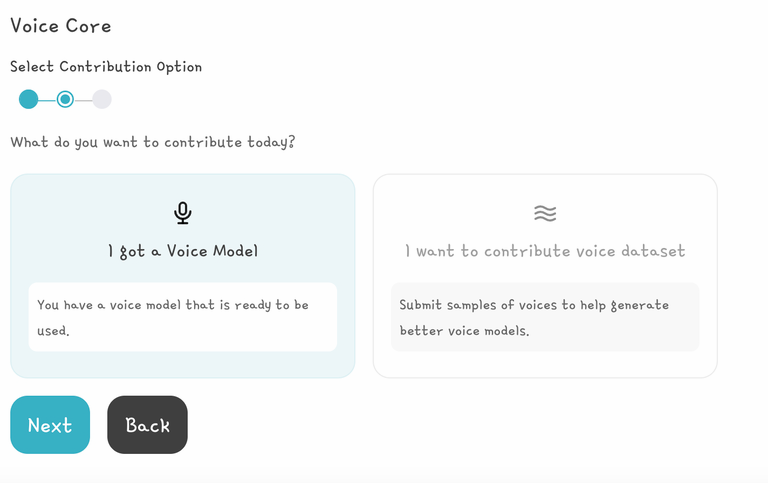 Voice Core
Select Contribution Option
What do you want to contribute today?
I got a Voice Model
You have a voice model that is ready to be
used.
I want to contribute voice dataset
Submit samples of voices to help generate
better voice models.
Next
Back